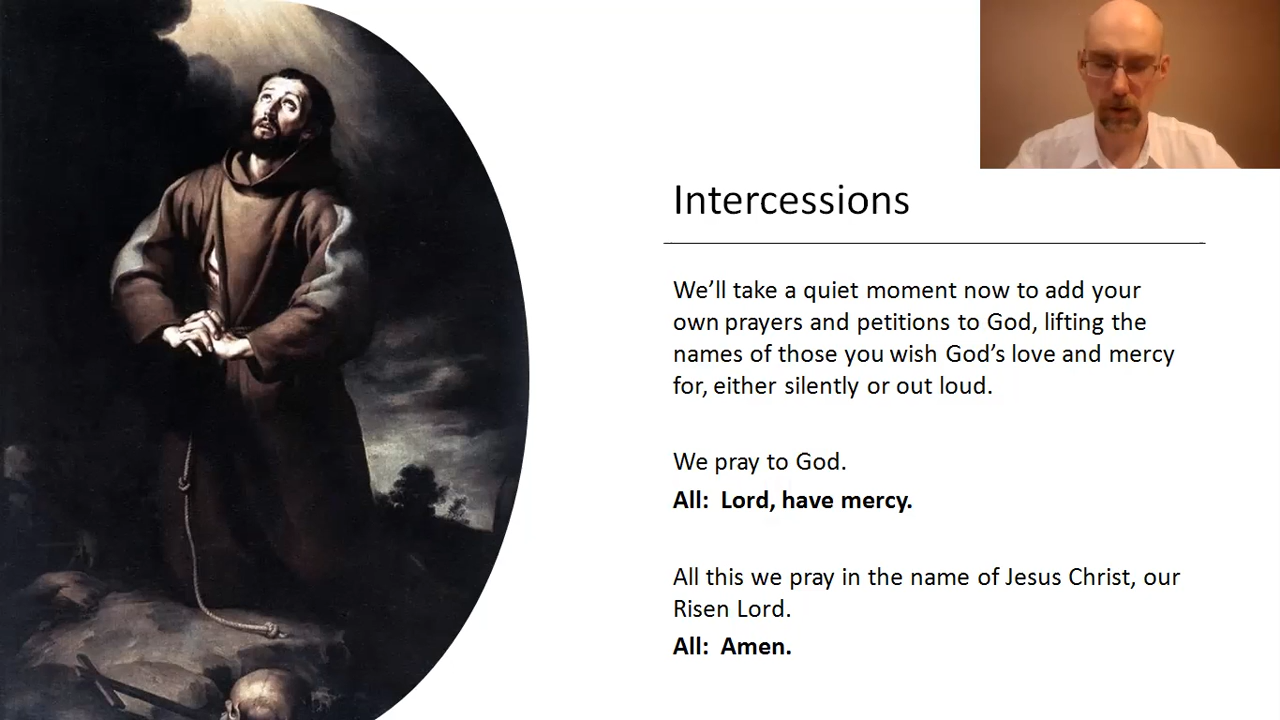 Intercessions
We’ll take a quiet moment now to add your
own prayers and petitions to God, lifting the
names of those you wish God’s love and mercy
for, either silently or out loud.
We pray to God.
All:  Lord, have mercy.
All this we pray in the name of Jesus Christ, our
Risen Lord.
All:  Amen.